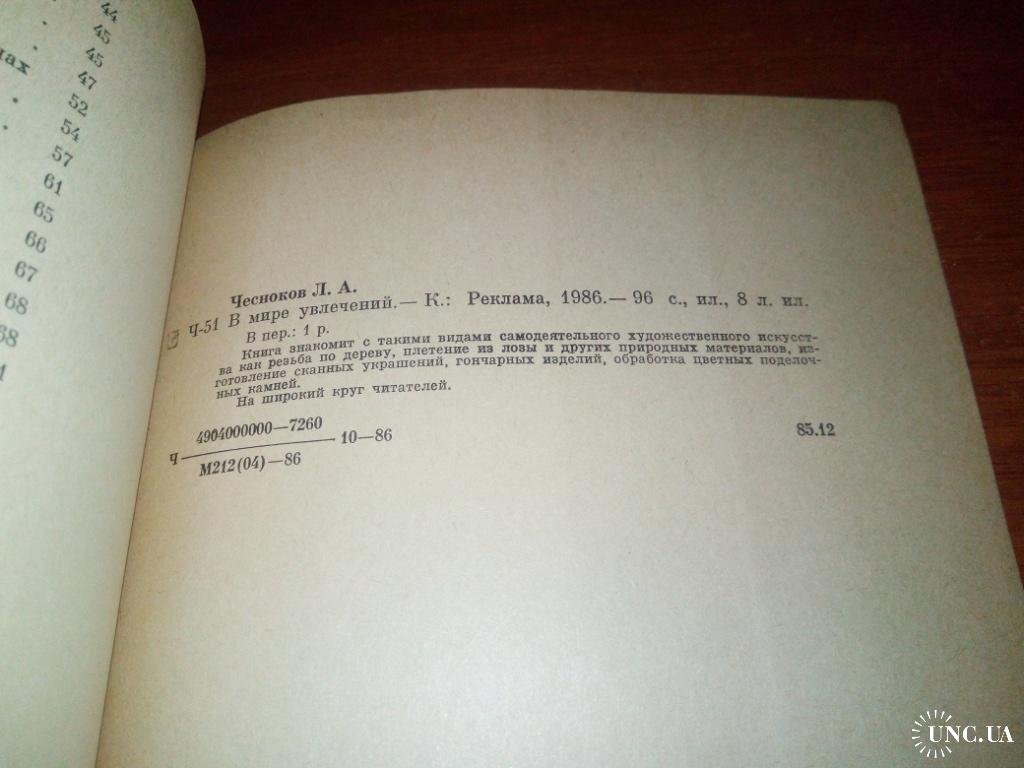 44
45
45
47
52
54
57
61
65
66
67
68
Чесноков Л. А.
Ч-51 В мире увлечений.— К.: Реклама, 1986.— 96 с., ил., 8 л. ил.
В пер.: 1 р.
Книга знакомит с такими видами самодеятельного художественного искусст-
ва как резьба по дереву, плетение из лозы и других природных материалов, из-
готовление сканных украшений, гончарных изделий, обработка цветных поделоч-
ных камней.
На широкий круг читателей.
4904000000—7260
Ч 10—86
М212(04)—86
85.12
UNC.UA